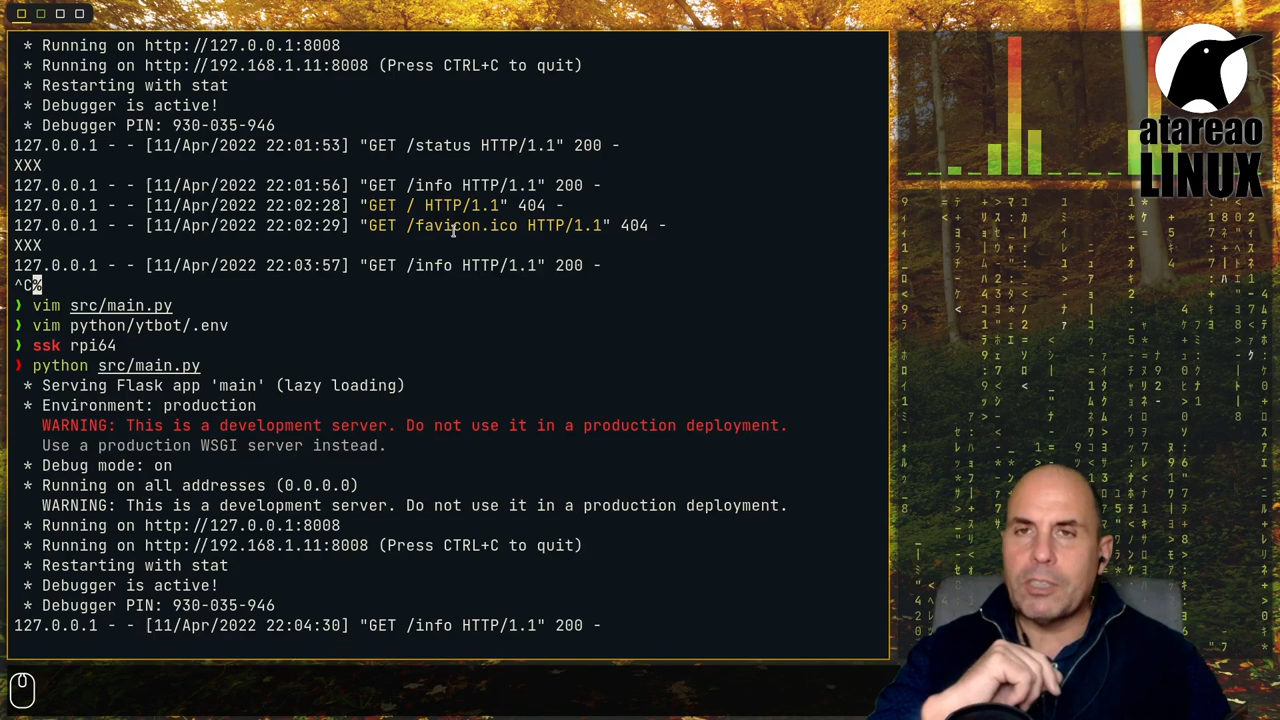 * Running on http://127.0.0.1:8008
* Running on http://192.168.1.11:8008 (Press CTRL+C to quit)
* Restarting with stat
* Debugger is active!
* Debugger PIN: 930-035-946
127.0.0.1 - - [11/Apr/2022 22:01:53] "GET /status HTTP/1.1" 200 -
XXX
127.0.0.1 - - [11/Apr/2022 22:01:56] "GET /info HTTP/1.1" 200 -
127.0.0.1 - - [11/Apr/2022 22:02:28] "GET / HTTP/1.1" 404 -
127.0.0.1 - - [11/Apr/2022 22:02:29] "GET /favicon.ico HTTP/1.1" 404 -
XXX
127.0.0.1 - - [11/Apr/2022 22:03:57] "GET /info HTTP/1.1" 200 -
^C%
❯ vim src/main.py
❯ vim python/ytbot/.env
❯ ssk rpi64
❯ python src/main.py
* Serving Flask app 'main' (lazy loading)
* Environment: production
WARNING: This is a development server. Do not use it in a production deployment.
Use a production WSGI server instead.
* Debug mode: on
* Running on all addresses (0.0.0.0)
WARNING: This is a development server. Do not use it in a production deployment.
* Running on http://127.0.0.1:8008
* Running on http://192.168.1.11:8008 (Press CTRL+C to quit)
* Restarting with stat
* Debugger is active!
* Debugger PIN: 930-035-946
127.0.0.1 - - [11/Apr/2022 22:04:30] "GET /info HTTP/1.1" 200 -
atareao
LINUX